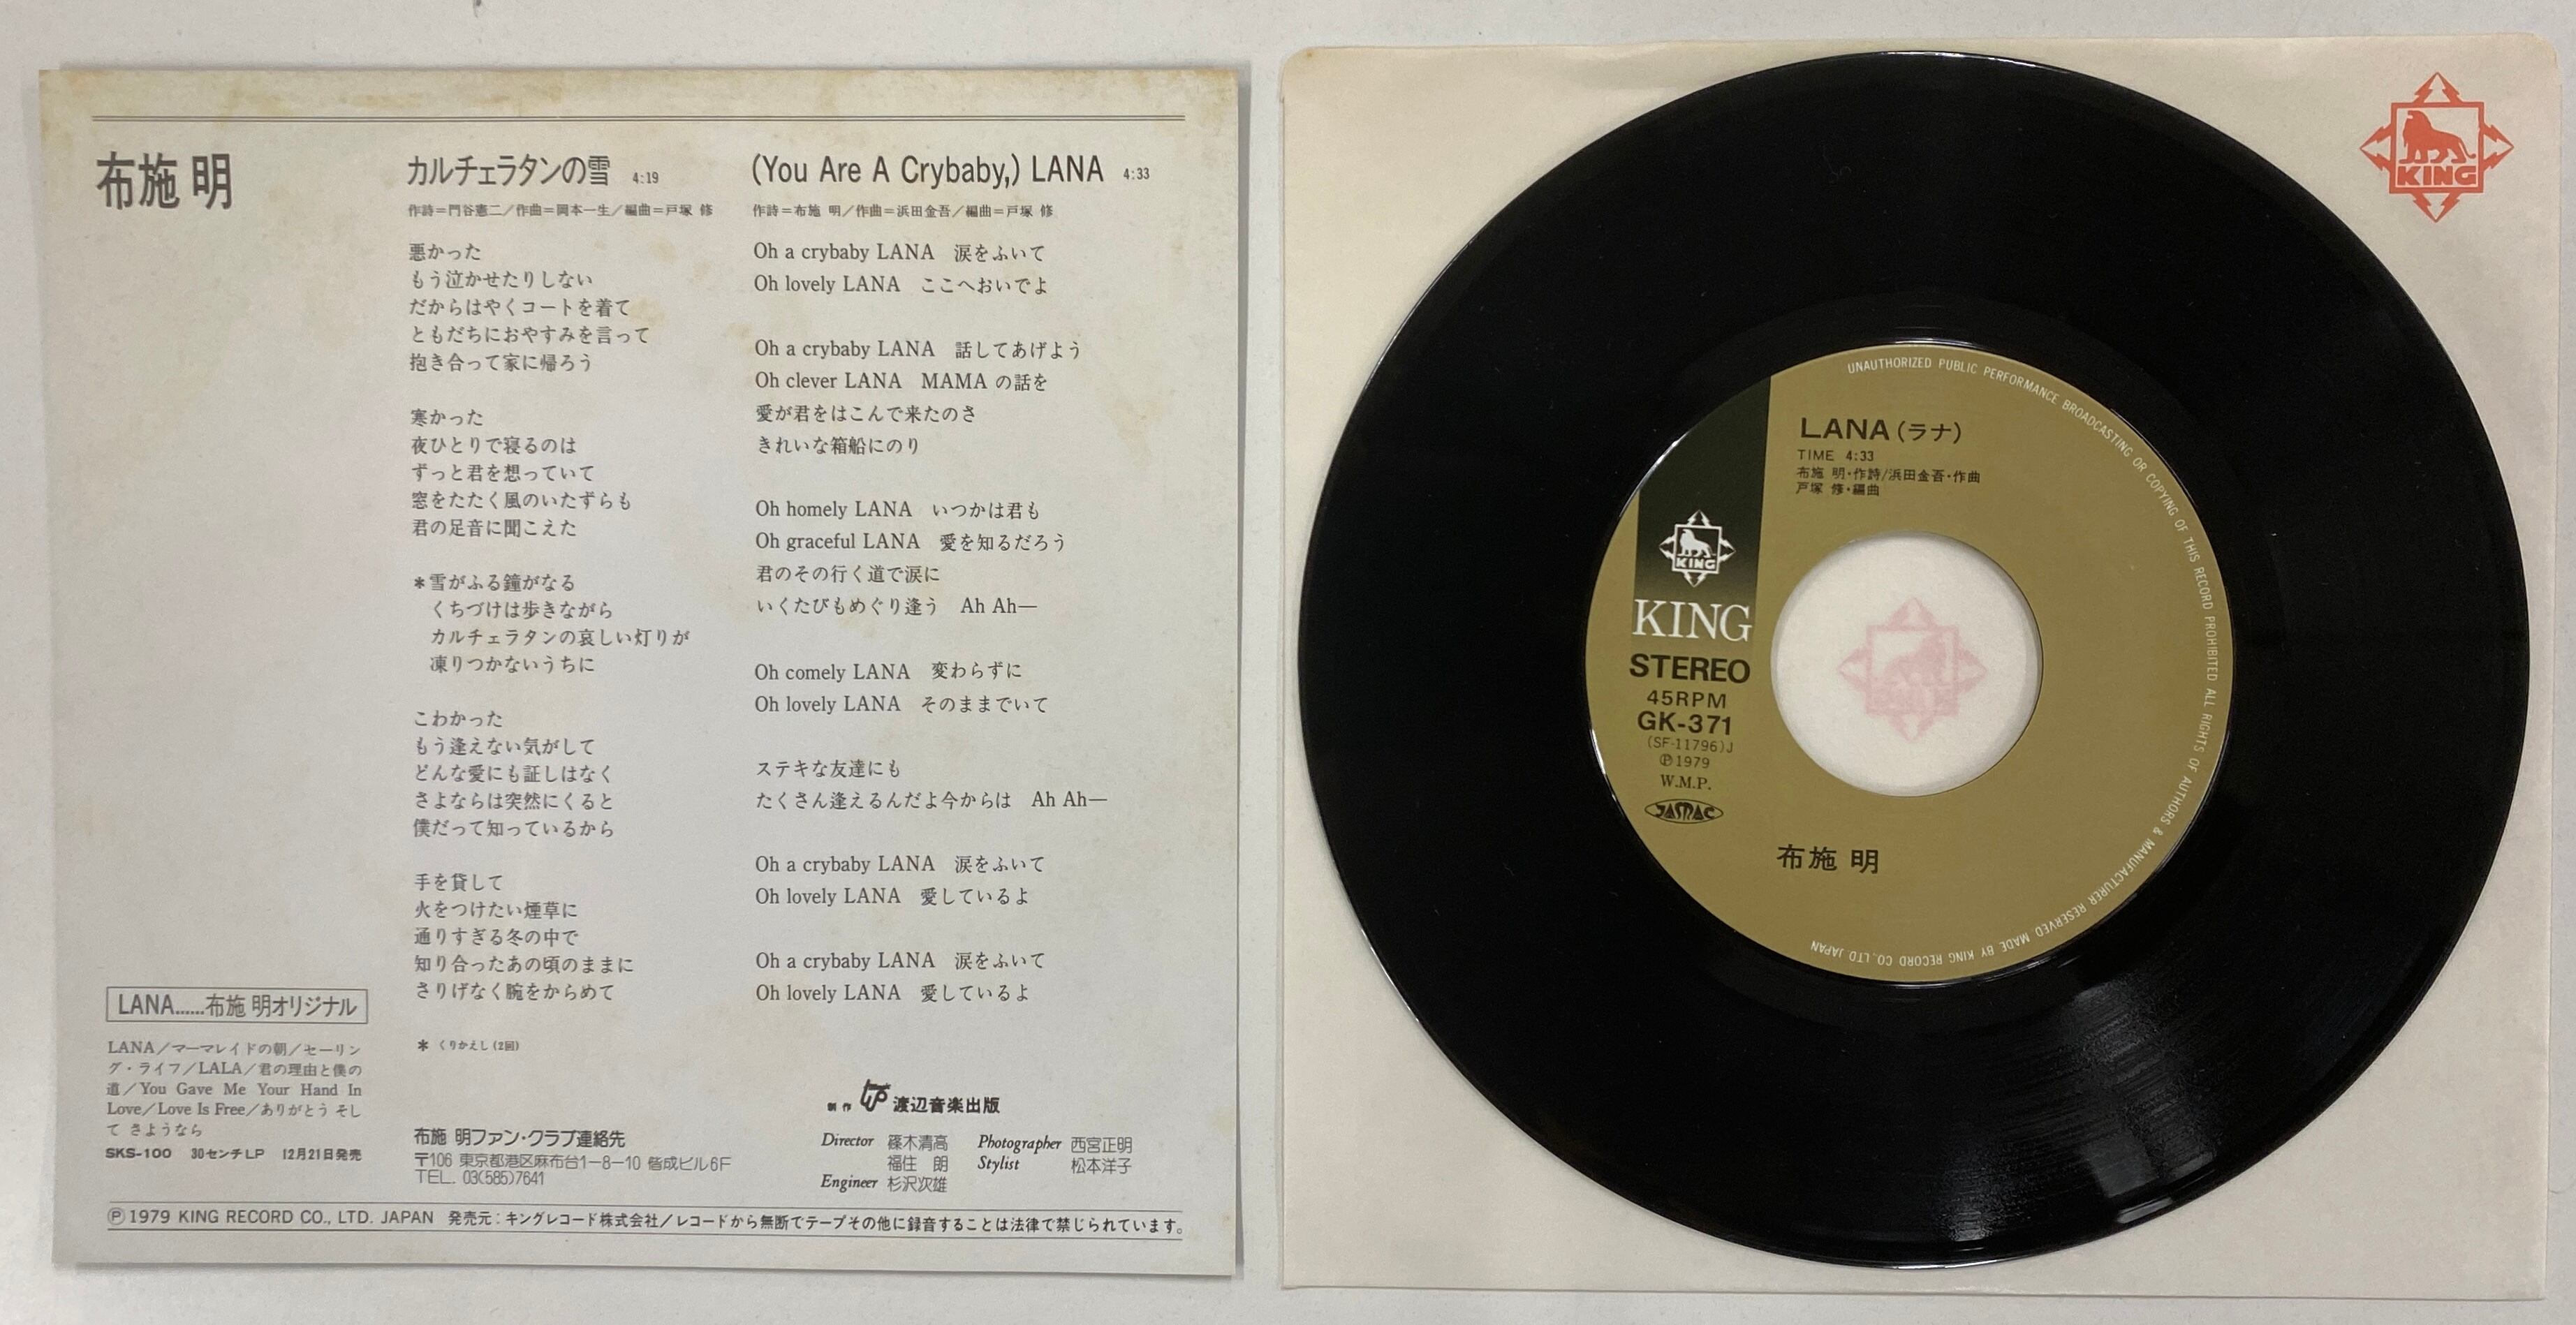 布施 明
カルチェラタンの雪 4:19
作詩＝門谷憲二／作曲＝岡本一生／編曲＝戸塚 修
悪かった
もう泣かせたりしない
だからはやくコートを着て
ともだちにおやすみを言って
抱き合って家に帰ろう
寒かった
夜ひとりで寝るのは
ずっと君を想っていて
窓をたたく風のいたずらも
君の足音に聞こえた
＊雪がふる鐘がなる
くちづけは歩きながら
カルチェラタンの哀しい灯りが
凍りつかないうちに
こわかった
もう逢えない気がして
どんな愛にも証しはなく
さよならは突然にくると
僕だって知っているから
手を貸して
火をつけたい煙草に
通りすぎる冬の中で
知り合ったあの頃のままに
さりげなく腕をからめて
＊ くりかえし(2回)
(You Are A Crybaby,) LANA 4:33
作詩＝布施 明／作曲＝浜田金吾／編曲＝戸塚 修
Oh a crybaby LANA 涙をふいて
Oh lovely LANA ここへおいでよ
Oh a crybaby LANA 話してあげよう
Oh clever LANA MAMA の話を
愛が君をはこんで来たのさ
きれいな箱船にのり
Oh homely LANA いつかは君も
Oh graceful LANA 愛を知るだろう
君のその行く道で涙に
いくたびもめぐり逢う Ah Ah—
Oh comely LANA 変わらずに
Oh lovely LANA そのままでいて
ステキな友達にも
たくさん逢えるんだよ今からは Ah Ah—
Oh a crybaby LANA 涙をふいて
Oh lovely LANA 愛しているよ
Oh a crybaby LANA 涙をふいて
Oh lovely LANA 愛しているよ
LANA……布施 明オリジナル
LANA／マーマレイドの朝／セーリン
グ・ライフ／LALA／君の理由と僕の
道／You Gave Me Your Hand In
Love／Love Is Free／ありがとう そし
て さようなら
SKS-100 30センチLP 12月21日発売
布施 明ファン・クラブ連絡先
〒106 東京都港区麻布台1-8-10 偕成ビル6F
TEL. 03(585)7641
制作 渡辺音楽出版
Director 篠木清高
福住 朗
Engineer 杉沢次雄
Photographer 西宮正明
Stylist 松本洋子
Ⓟ1979 KING RECORD CO., LTD. JAPAN 発売元：キングレコード株式会社／レコードから無断でテープその他に録音することは法律で禁じられています。
KING
UNAUTHORIZED PUBLIC PERFORMANCE BROADCASTING OR COPYING OF THIS RECORD PROHIBITED ALL RIGHTS OF AUTHORS & MANUFACTURER RESERVED. MADE BY KING RECORD CO., LTD JAPAN
LANA (ラナ)
TIME 4:33
布施 明・作詩/浜田金吾・作曲
戸塚 修・編曲
KING
KING
STEREO
45RPM
GK-371
(SF-11796)J
Ⓟ1979
W.M.P.
JASRAC
布施 明